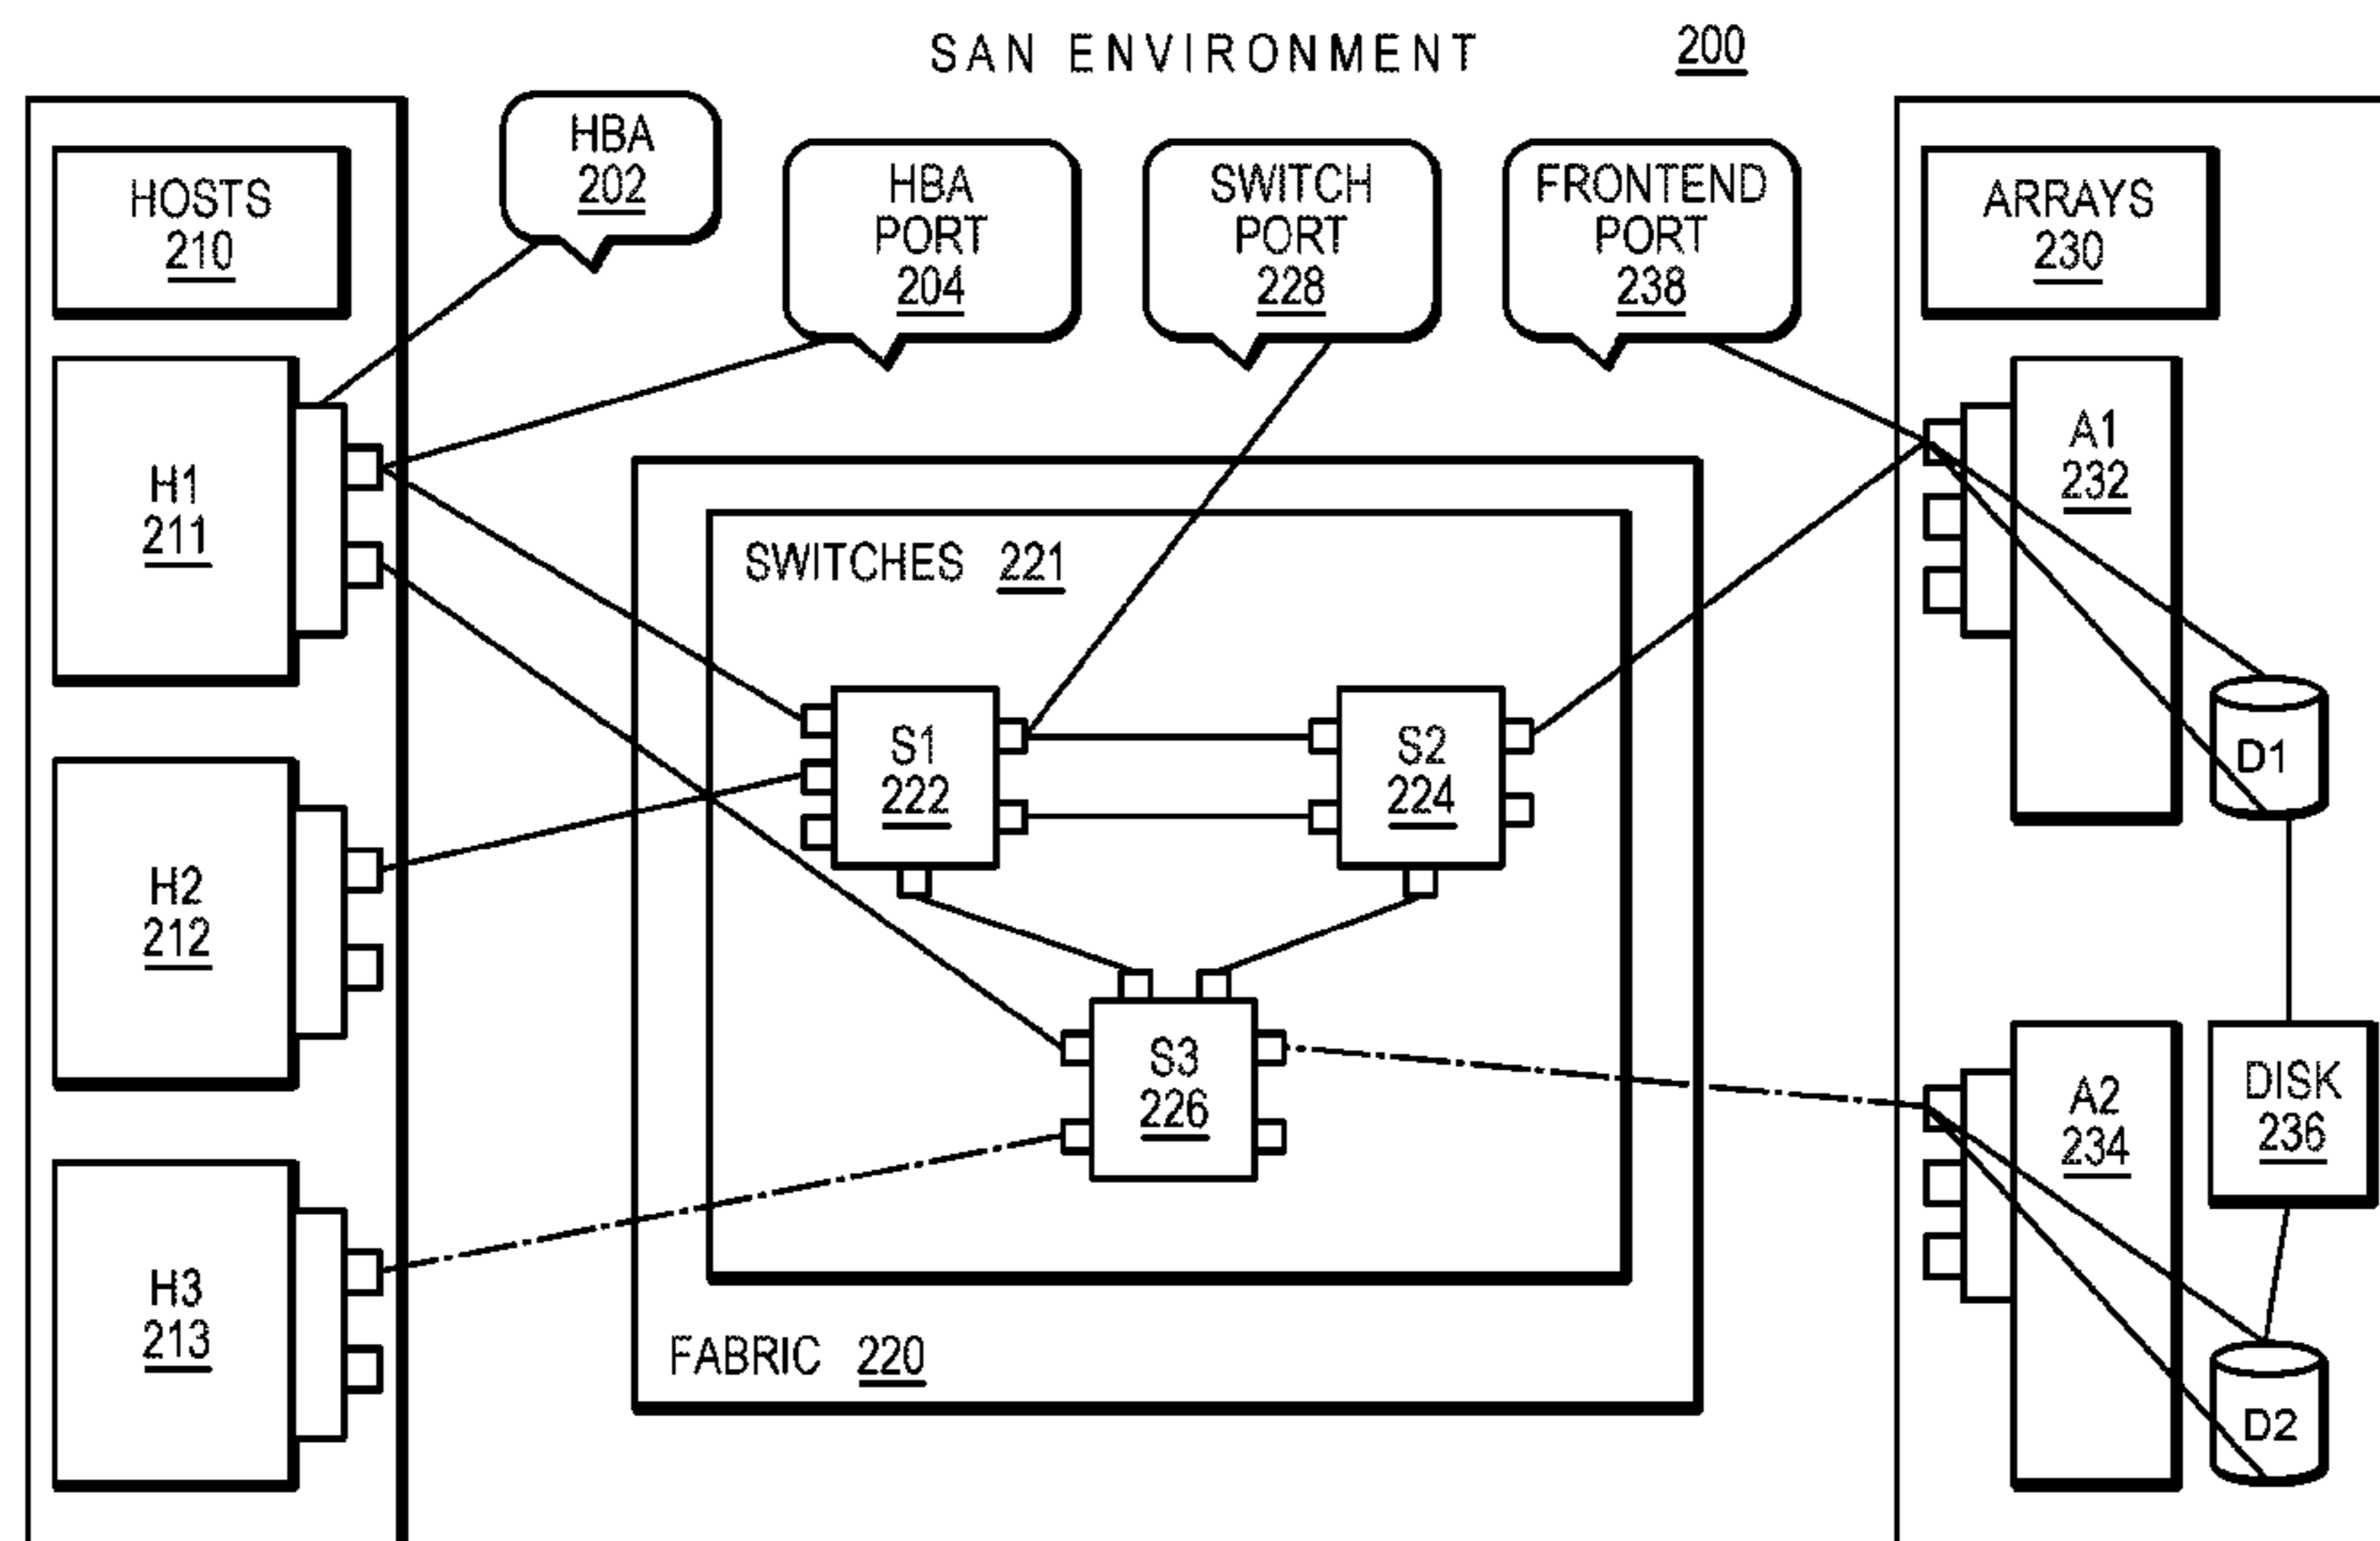 SAN ENVIRONMENT 200
HOSTS
210
HBA
202
HBA
PORT
204
SWITCH
PORT
228
FRONTEND
PORT
238
ARRAYS
230
H1
211
H2
212
H3
213
SWITCHES 221
S1
222
S2
224
S3
226
FABRIC 220
A1
232
D1
A2
234
DISK
236
D2